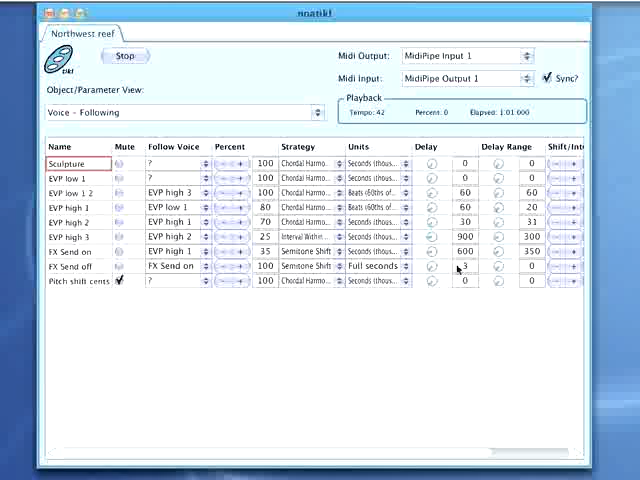 noatikl
Northwest reef
tikl
Stop
Midi Output: MidiPipe Input 1
Midi Input: MidiPipe Output 1 Sync?
Object/Parameter View:
Voice - Following
Playback
Tempo: 42 Percent: 0 Elapsed: 1:01:000
Name Mute Follow Voice Percent Strategy Units Delay Delay Range Shift/Int
Sculpture ? - + 100 Chordal Harmo... Seconds (thous... 0 0 - +
EVP low 1 ? - + 100 Chordal Harmo... Seconds (thous... 0 0 - +
EVP low 1 2 EVP high 3 - + 100 Chordal Harmo... Beats (60ths of... 60 60 - +
EVP high 1 EVP low 1 - + 80 Chordal Harmo... Beats (60ths of... 60 20 - +
EVP high 2 EVP high 1 - + 70 Chordal Harmo... Seconds (thous... 30 31 - +
EVP high 3 EVP high 2 - + 25 Interval Within ... Seconds (thous... 900 300 - +
FX Send on EVP high 1 - + 35 Semitone Shift Seconds (thous... 600 350 - +
FX Send off FX Send on - + 100 Semitone Shift Full seconds 3 0 - +
Pitch shift cents ? - + 100 Chordal Harmo... Seconds (thous... 0 0 - +